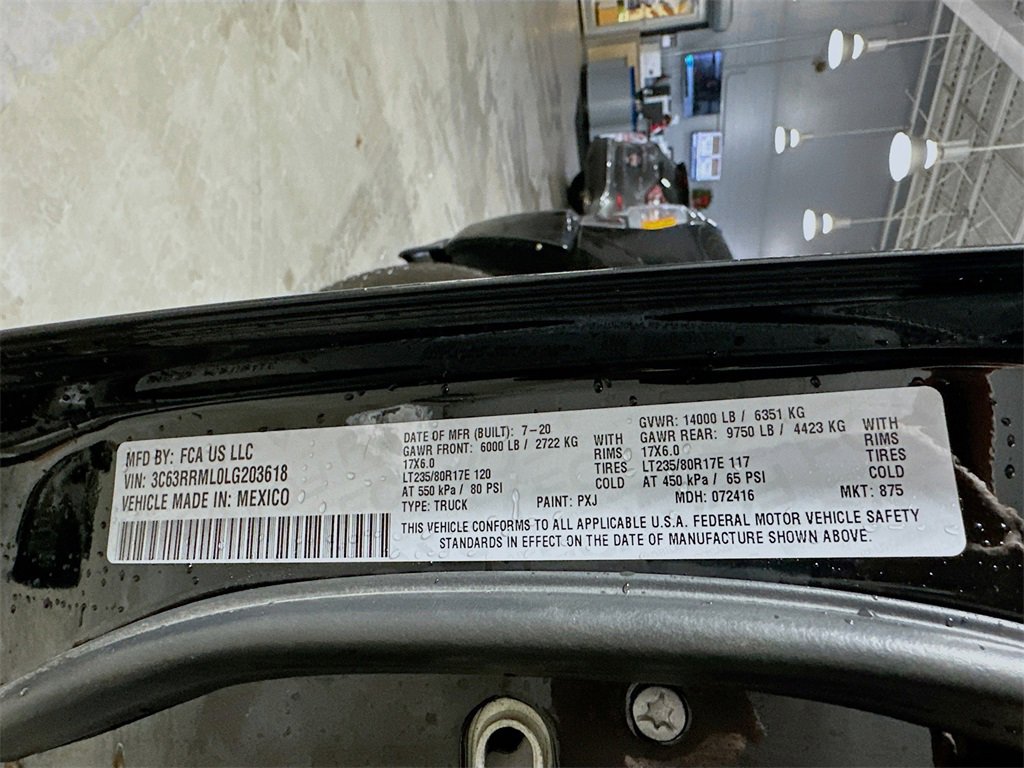 MFD BY: FCA US LLC
VIN: 3C63RRML0LG203618
VEHICLE MADE IN: MEXICO
DATE OF MFR (BUILT): 7-20
GAWR FRONT: 6000 LB / 2722 KG
17X6.0
LT235/80R17E 120
AT 550 kPa / 80 PSI
TYPE: TRUCK
WITH
RIMS
TIRES
COLD
PAINT: PXJ
GVWR: 14000 LB / 6351 KG
GAWR REAR: 9750 LB / 4423 KG
17X6.0
LT235/80R17E 117
AT 450 kPa / 65 PSI
MDH: 072416
WITH
RIMS
TIRES
COLD
MKT: 875
THIS VEHICLE CONFORMS TO ALL APPLICABLE U.S.A. FEDERAL MOTOR VEHICLE SAFETY
STANDARDS IN EFFECT ON THE DATE OF MANUFACTURE SHOWN ABOVE.